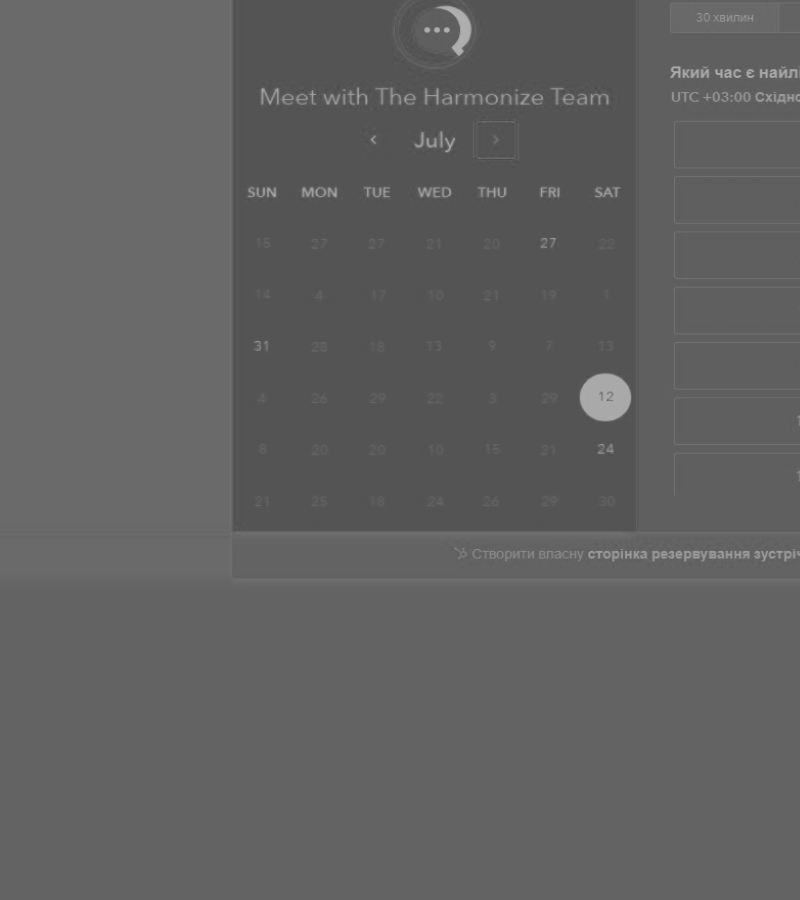 30 хвилин
Meet with The Harmonize Team
July
SUN MON TUE WED THU FRI SAT
15 27 27 21 20 27 22
14 4 17 10 21 19 1
31 28 18 13 9 7 13
4 26 29 22 3 29 12
8 20 20 10 15 21 24
21 25 18 24 26 29 30
Який час є найлі
UTC +03:00 Східно
Створити власну сторінка резервування зустріч